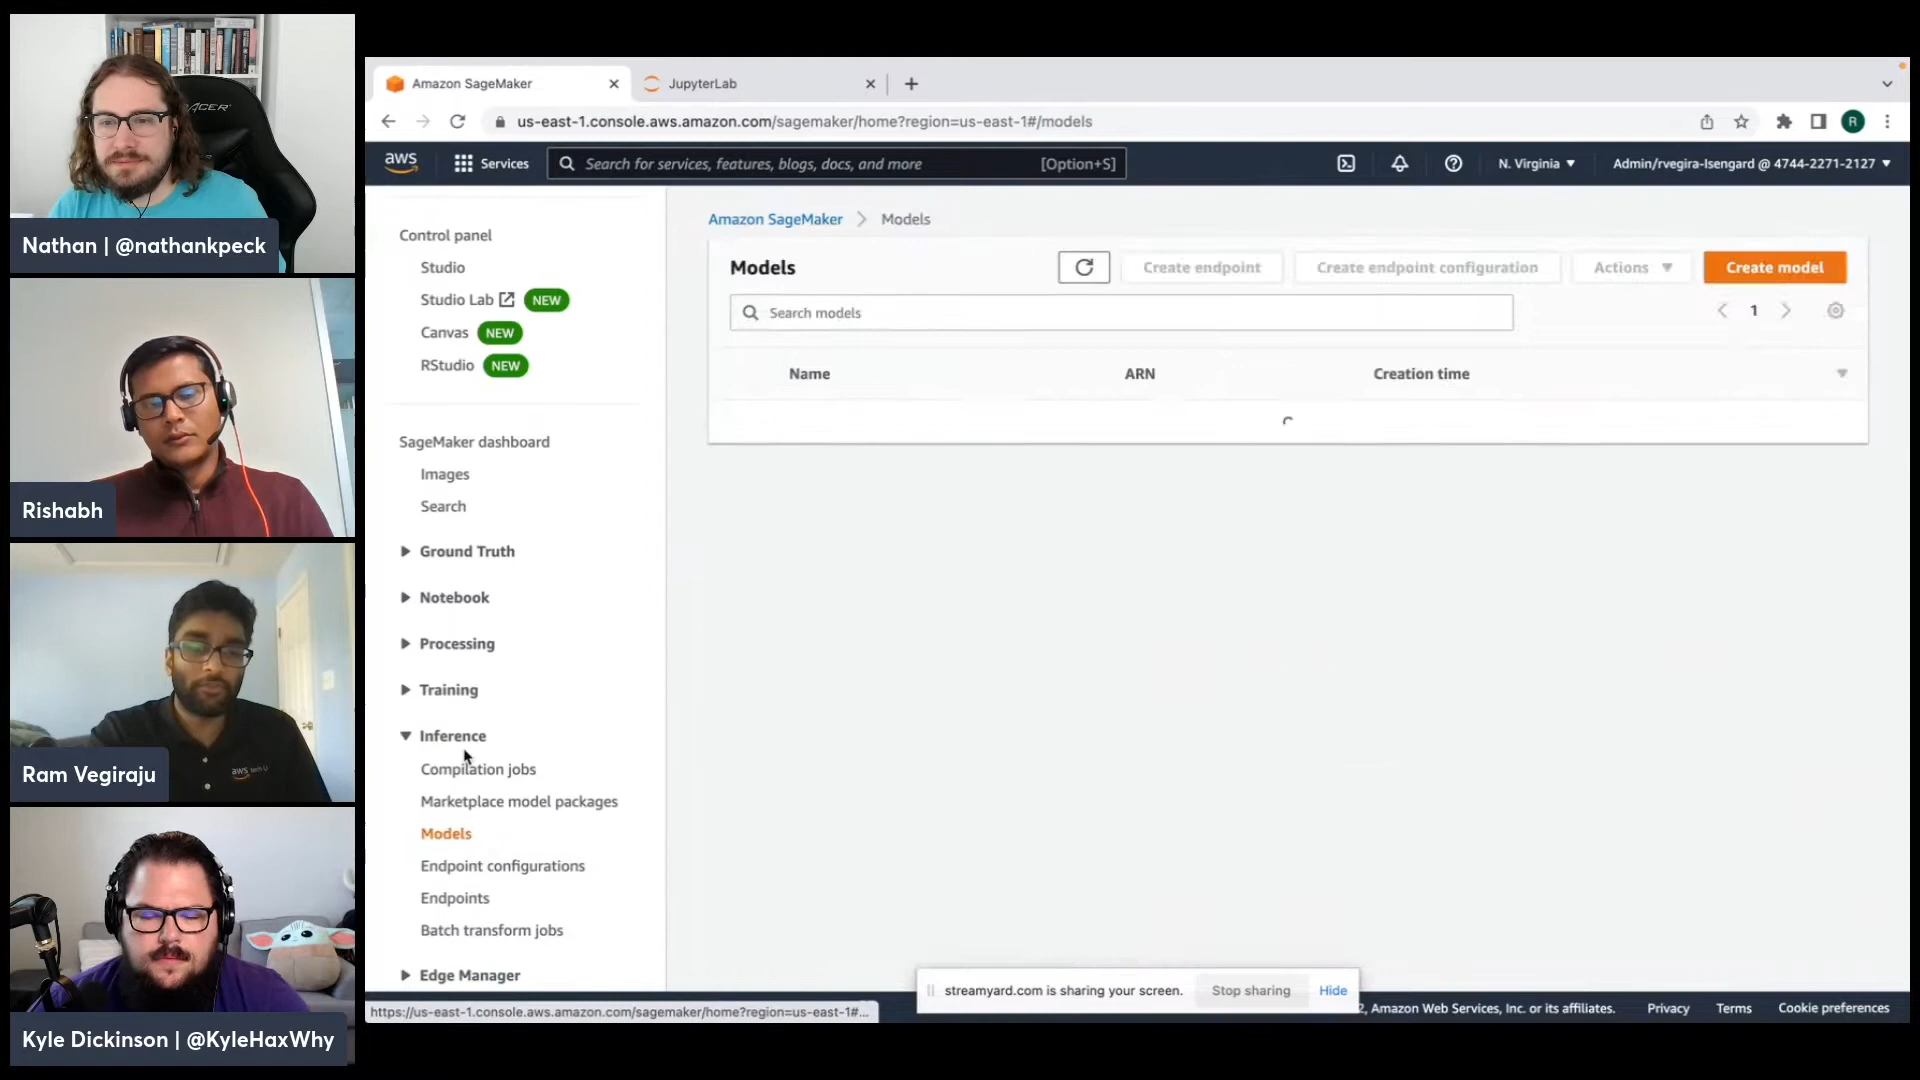 ACER
Nathan | @nathankpeck
Rishabh
aws tech U
Ram Vegiraju
Kyle Dickinson | @KyleHaxWhy
Amazon SageMaker
JupyterLab
us-east-1.console.aws.amazon.com/sagemaker/home?region=us-east-1#/models
R
aws
Services
Search for services, features, blogs, docs, and more
[Option+S]
N. Virginia
Admin/rvegira-Isengard @ 4744-2271-2127
Control panel
Studio
Studio Lab NEW
Canvas NEW
RStudio NEW
SageMaker dashboard
Images
Search
Ground Truth
Notebook
Processing
Training
Inference
Compilation jobs
Marketplace model packages
Models
Endpoint configurations
Endpoints
Batch transform jobs
Edge Manager
Amazon SageMaker Models
Models
Create endpoint
Create endpoint configuration
Actions
Create model
Search models
1
Name ARN Creation time
streamyard.com is sharing your screen. Stop sharing Hide
https://us-east-1.console.aws.amazon.com/sagemaker/home?region=us-east-1#...
2, Amazon Web Services, Inc. or its affiliates. Privacy Terms Cookie preferences